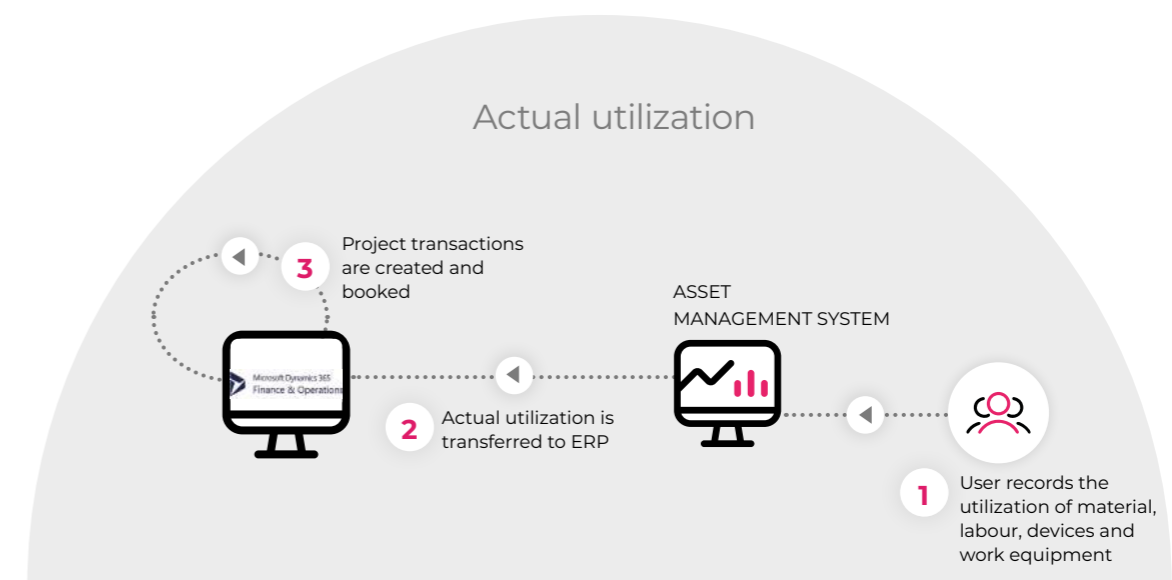 Actual utilization
3
Project transactions
are created and
booked
ASSET
MANAGEMENT SYSTEM
Microsoft Dynamics 365
Finance & Operations
2
Actual utilization is
transferred to ERP
1
User records the
utilization of material,
labour, devices and
work equipment